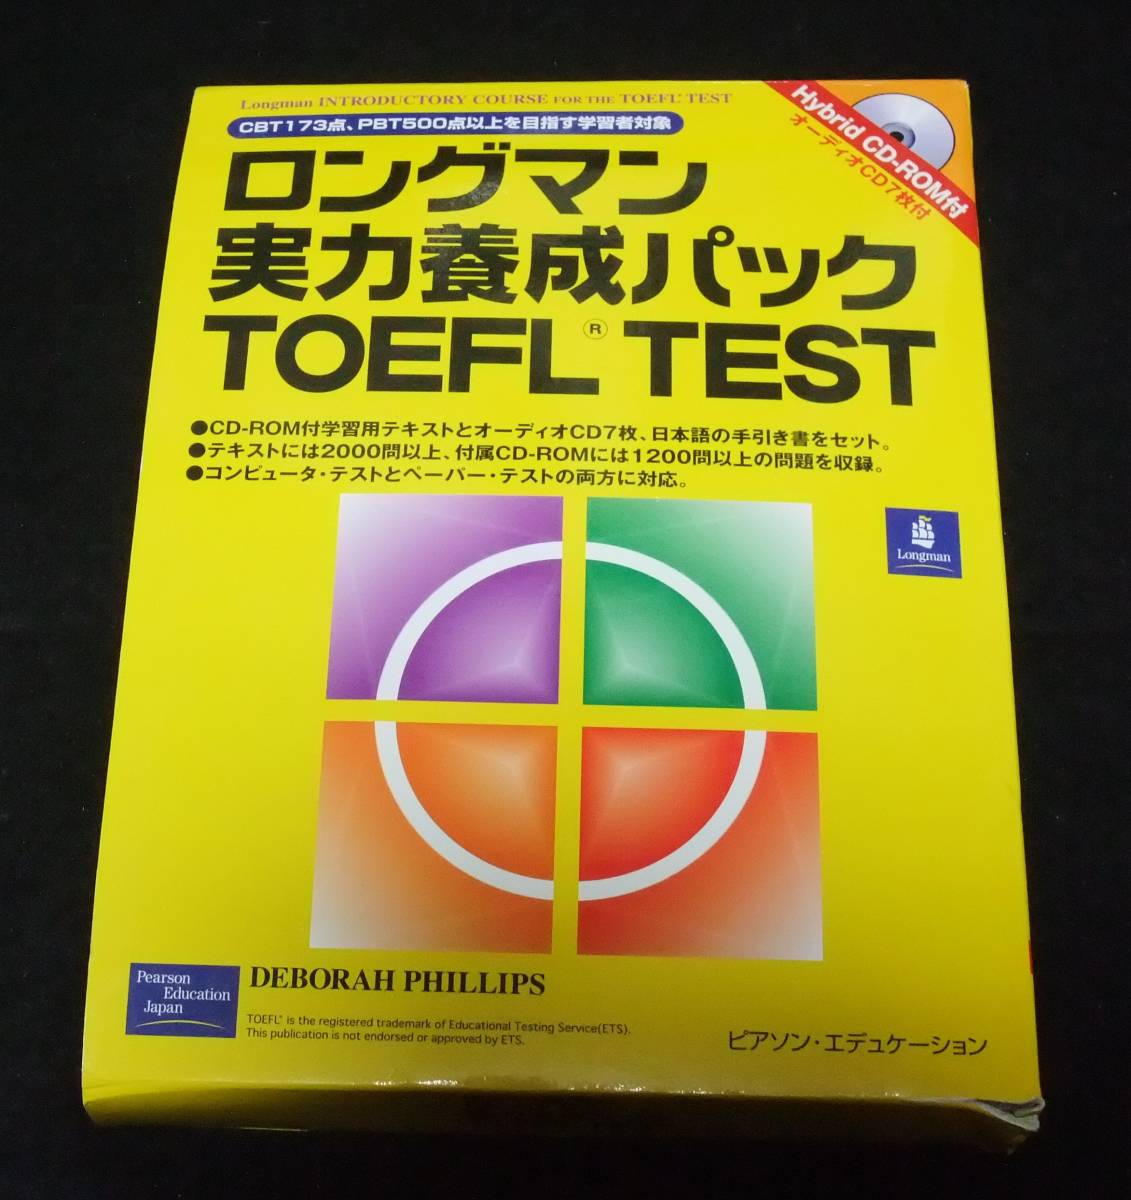 Longman INTRODUCTORY COURSE FOR THE TOEFL® TEST
CBT173点、PBT500点以上を目指す学習者対象
Hybrid CD-ROM付
オーディオCD7枚付
ロングマン
実力養成パック
TOEFL® TEST
●CD-ROM付学習用テキストとオーディオCD7枚、日本語の手引き書をセット。
●テキストには2000問以上、付属CD-ROMには1200問以上の問題を収録。
●コンピュータ・テストとペーパー・テストの両方に対応。
Longman
Pearson
Education
Japan
DEBORAH PHILLIPS
TOEFL® is the registered trademark of Educational Testing Service(ETS).
This publication is not endorsed or approved by ETS.
ピアソン・エデュケーション